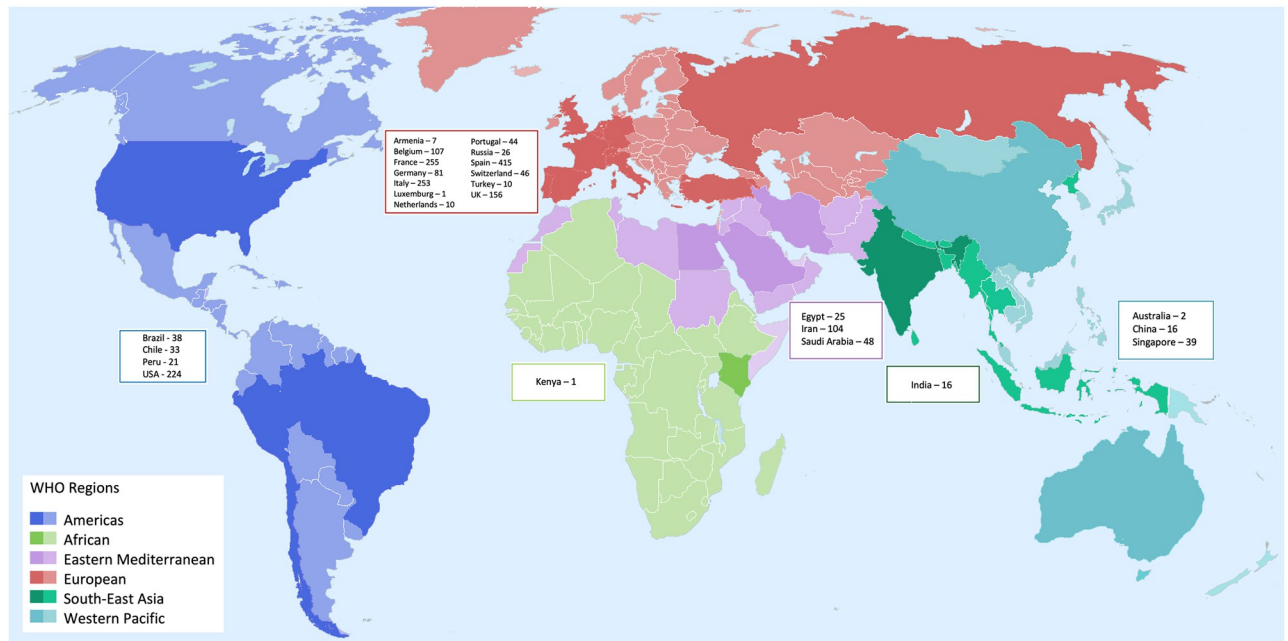 Armenia – 7
Belgium – 107
France – 255
Germany – 81
Italy – 253
Luxemburg – 1
Netherlands – 10
Portugal – 44
Russia – 26
Spain – 415
Switzerland – 46
Turkey – 10
UK – 156
Egypt – 25
Iran – 104
Saudi Arabia – 48
Australia – 2
China – 16
Singapore – 39
Brazil - 38
Chile – 33
Peru - 21
USA - 224
Kenya – 1
India – 16
WHO Regions
Americas
African
Eastern Mediterranean
European
South-East Asia
Western Pacific